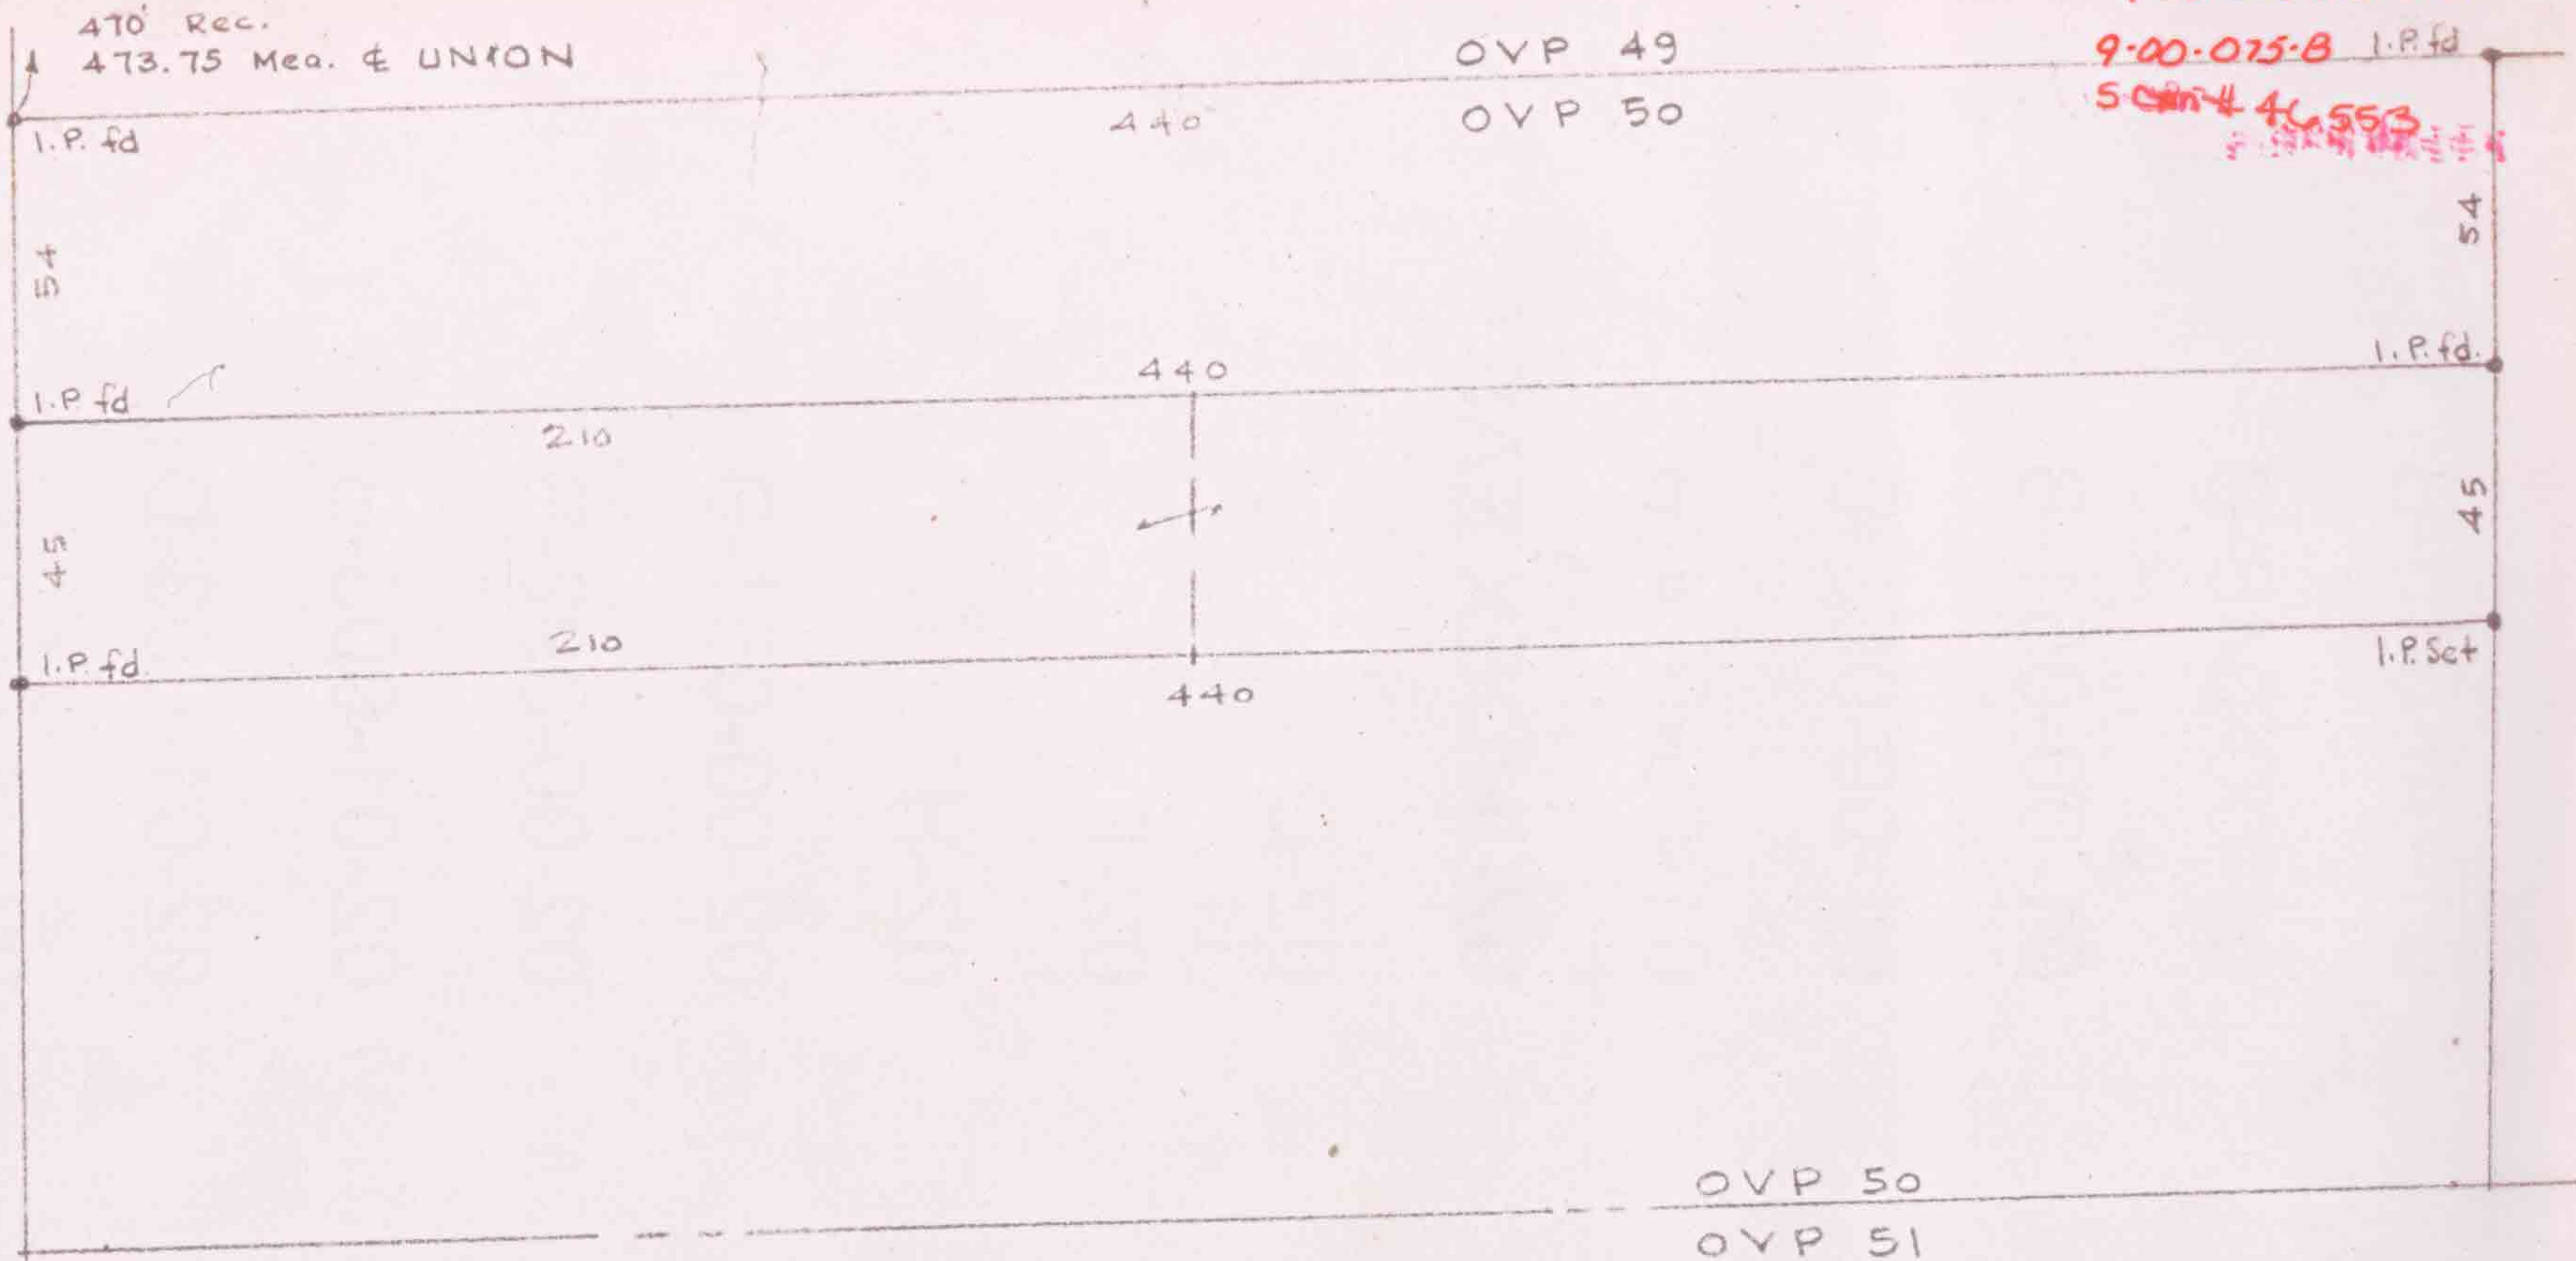 470' Rec.
473.75 Mea. ℄ UNION
OVP 49
9-00-075-B I.P. fd
440
OVP 50
46553
I.P. fd
54
54
440
I.P. fd.
I.P. fd
210
45
45
210
I.P. fd.
I.P. Set
440
OVP 50
OVP 51